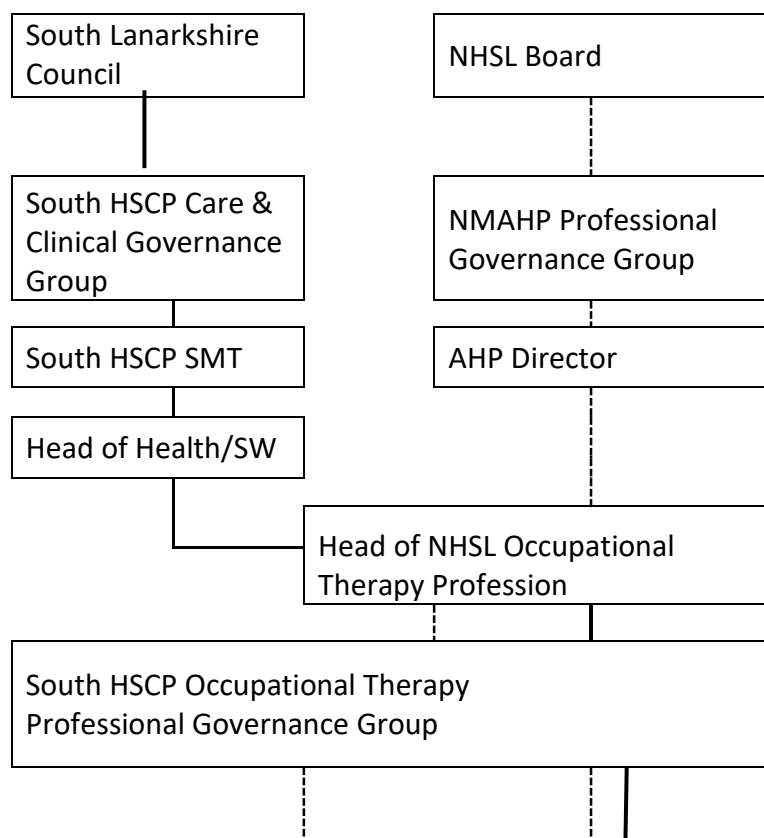 South Lanarkshire
Council
NHSL Board
South HSCP Care &
Clinical Governance
Group
NMAHP Professional
Governance Group
South HSCP SMT
AHP Director
Head of Health/SW
Head of NHSL Occupational
Therapy Profession
South HSCP Occupational Therapy
Professional Governance Group